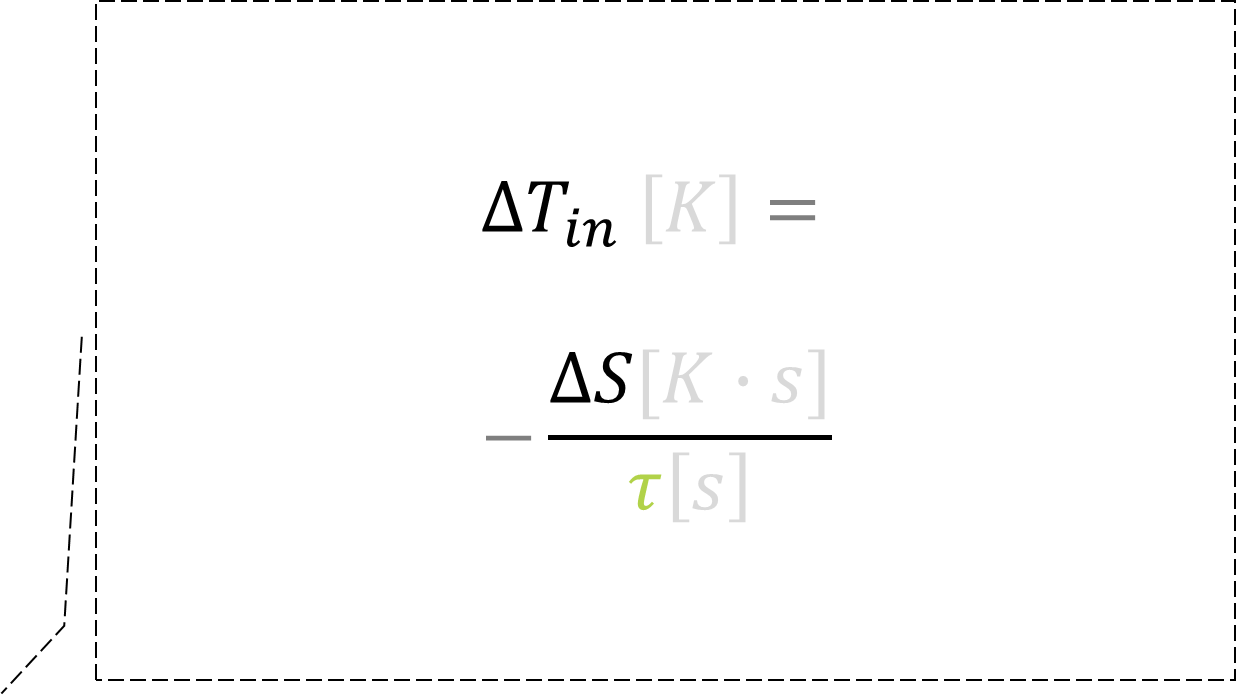 ΔT_in [K] =
− ΔS[K · s]
τ[s]